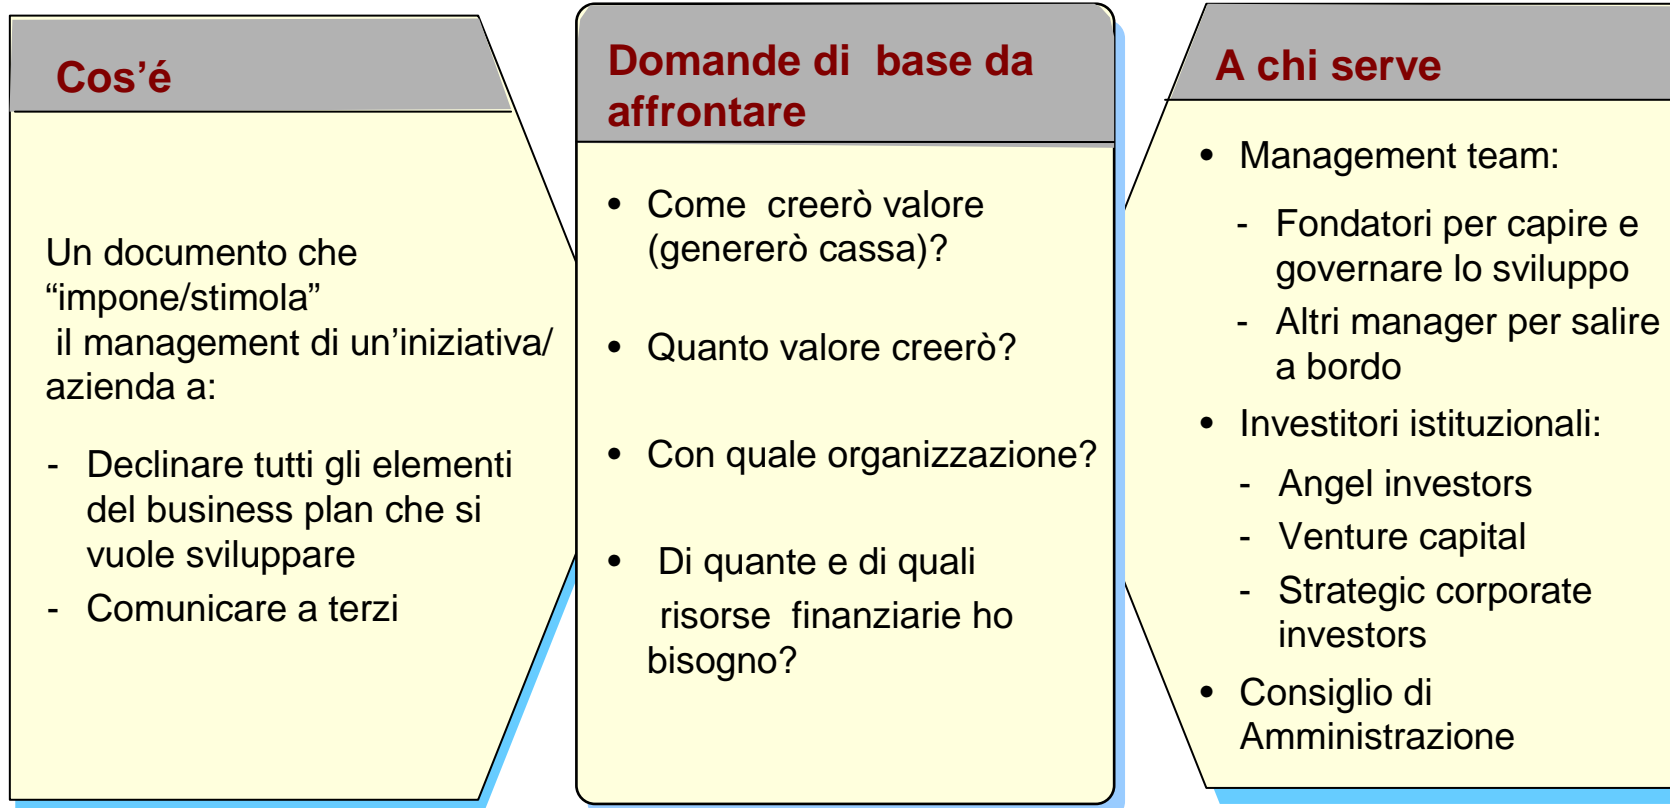 Cos’é
Un documento che
“impone/stimola”
il management di un’iniziativa/
azienda a:
- Declinare tutti gli elementi
del business plan che si
vuole sviluppare
- Comunicare a terzi
Domande di base da
affrontare
• Come creerò valore
(genererò cassa)?
• Quanto valore creerò?
• Con quale organizzazione?
• Di quante e di quali
risorse finanziarie ho
bisogno?
A chi serve
• Management team:
- Fondatori per capire e
governare lo sviluppo
- Altri manager per salire
a bordo
• Investitori istituzionali:
- Angel investors
- Venture capital
- Strategic corporate
investors
• Consiglio di
Amministrazione